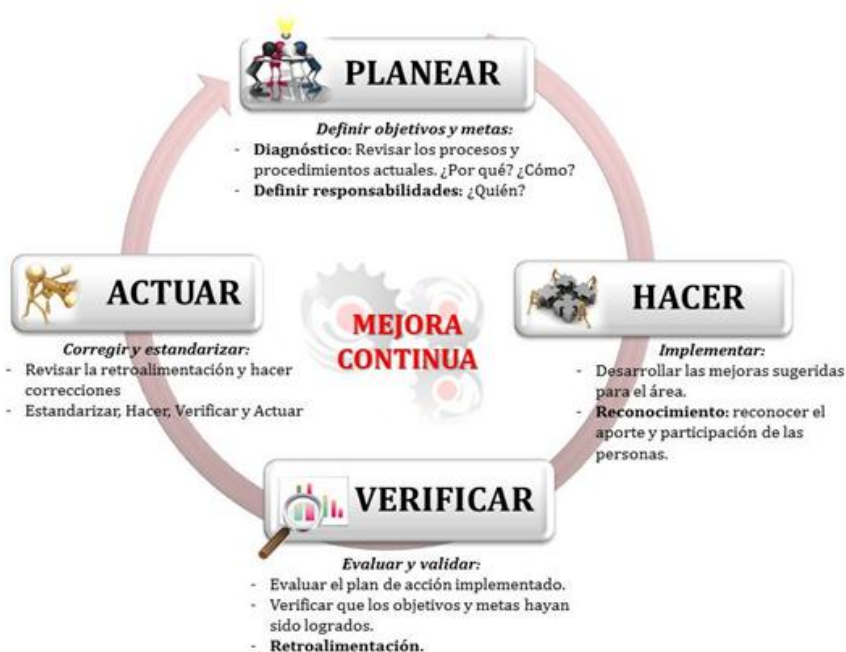 PLANEAR
Definir objetivos y metas:
- Diagnóstico: Revisar los procesos y
procedimientos actuales. ¿Por qué? ¿Cómo?
- Definir responsabilidades: ¿Quién?
HACER
Implementar:
- Desarrollar las mejoras sugeridas
para el área.
- Reconocimiento: reconocer el
aporte y participación de las
personas.
VERIFICAR
Evaluar y validar:
- Evaluar el plan de acción implementado.
- Verificar que los objetivos y metas hayan
sido logrados.
- Retroalimentación.
ACTUAR
Corregir y estandarizar:
- Revisar la retroalimentación y hacer
correcciones
- Estandarizar, Hacer, Verificar y Actuar
MEJORA
CONTINUA